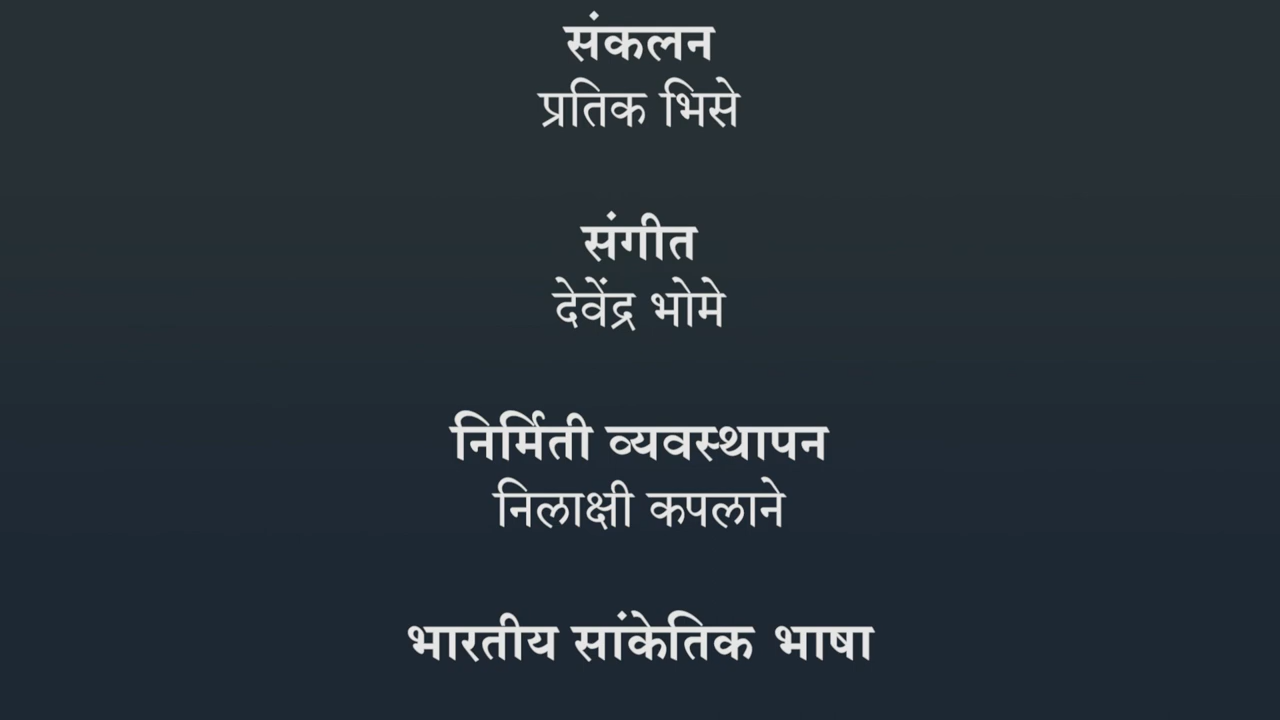 संकलन
प्रतिक भिसे
संगीत
देवेंद्र भोमे
निर्मिती व्यवस्थापन
निलाक्षी कपलाने
भारतीय सांकेतिक भाषा